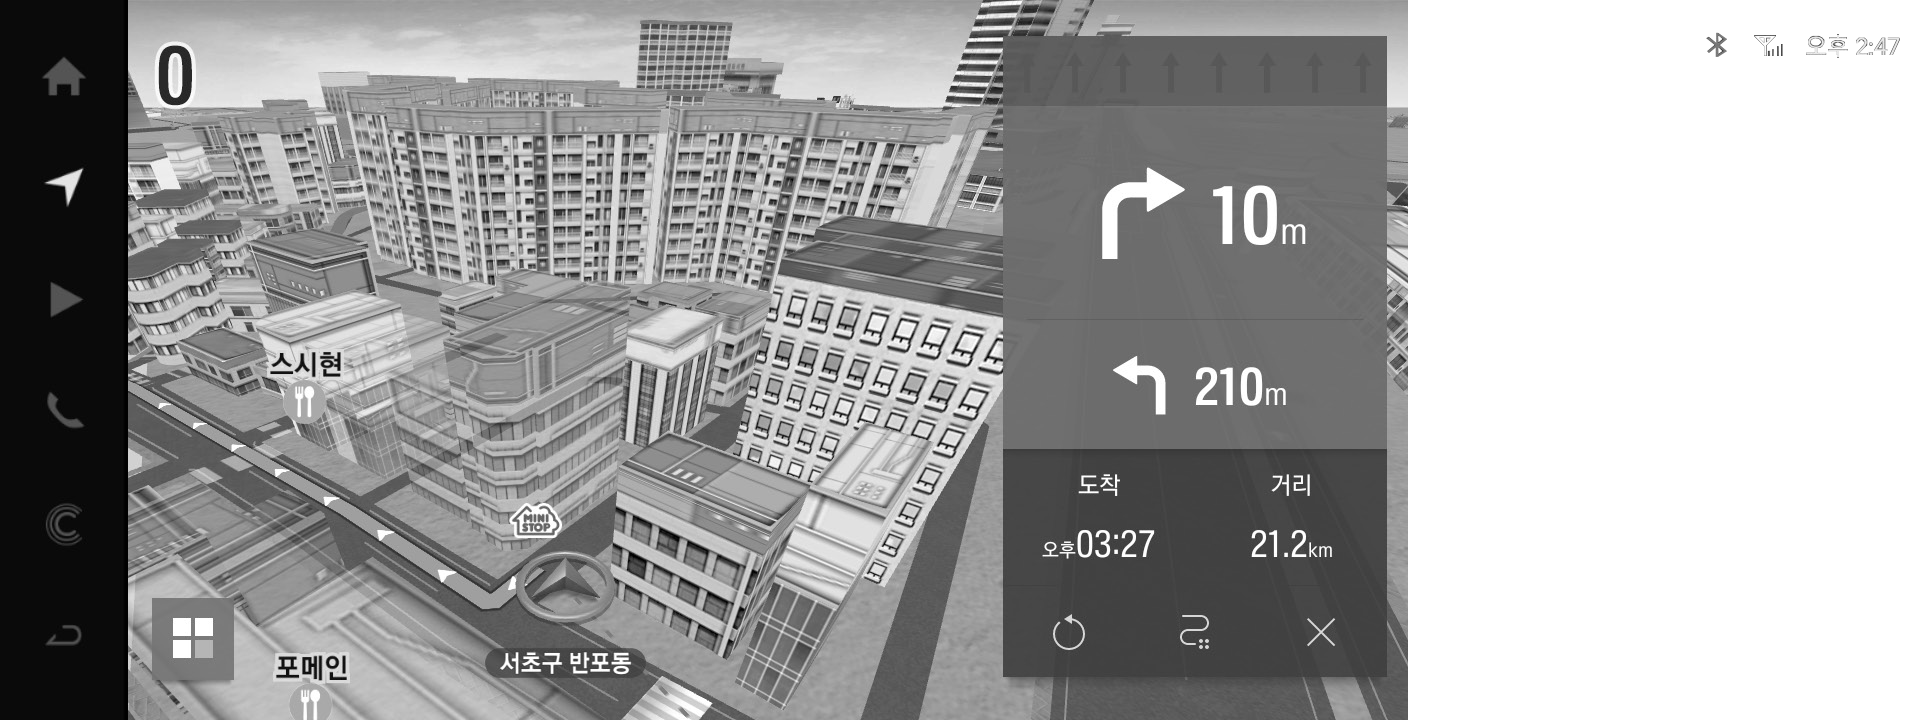 0
오후 2:47
10m
210m
도착
거리
오후03:27
21.2km
스시현
MINI STOP
서초구 반포동
포메인